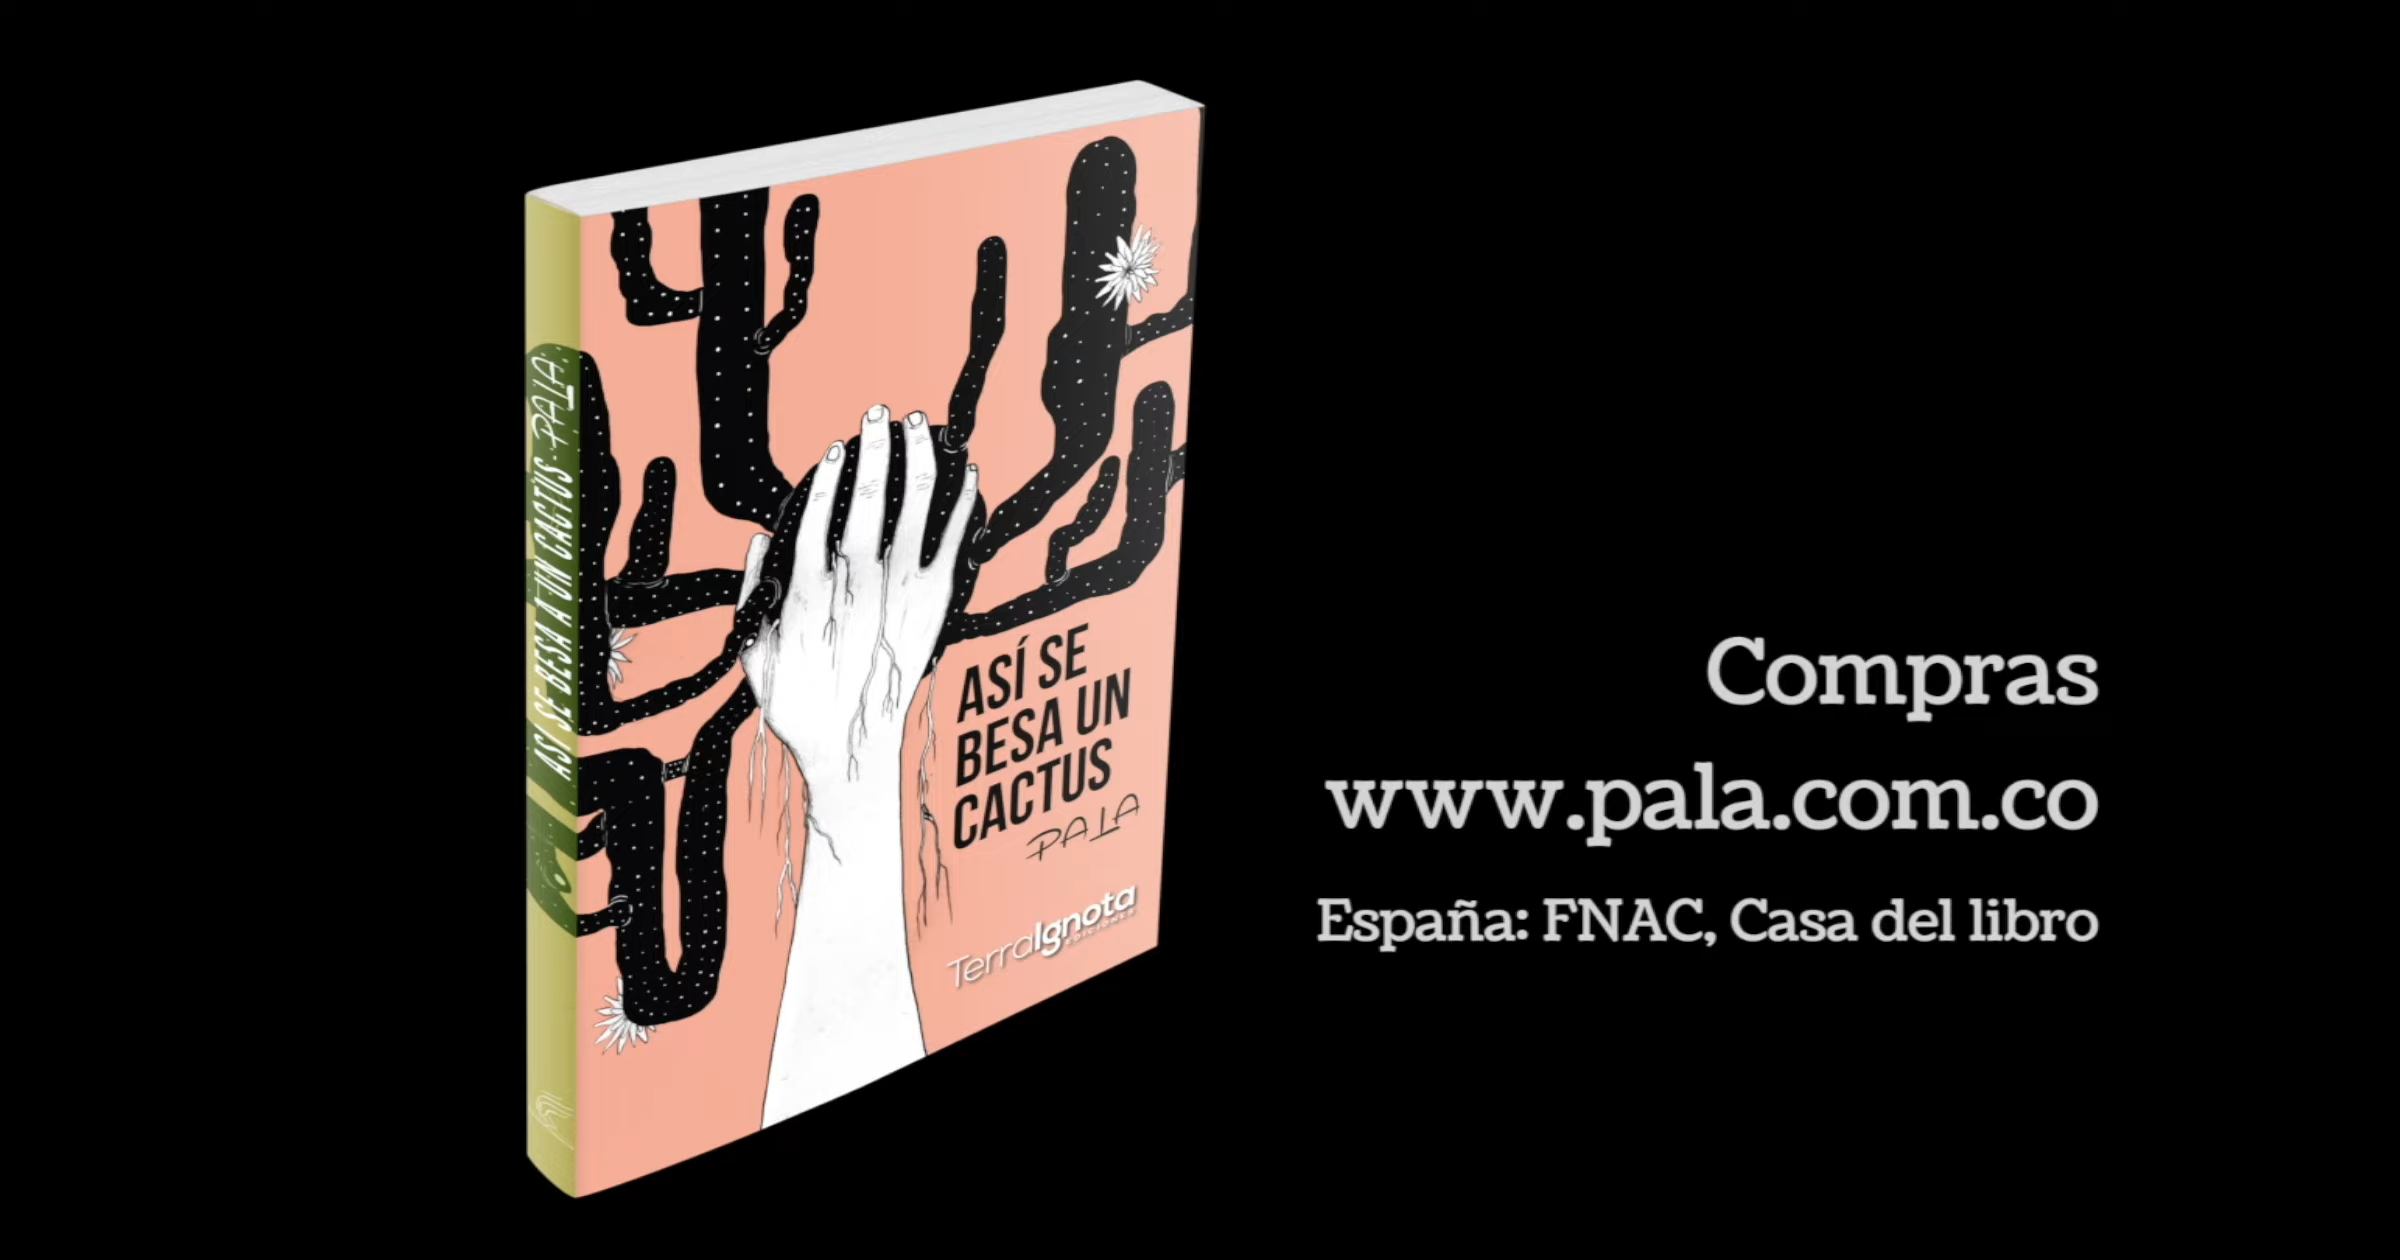 ASÍ SE BESA A UN CACTUS · PALA
ASÍ SE
BESA UN
CACTUS
PALA
TerraIgnota
EDICIONES
Compras
www.pala.com.co
España: FNAC, Casa del libro